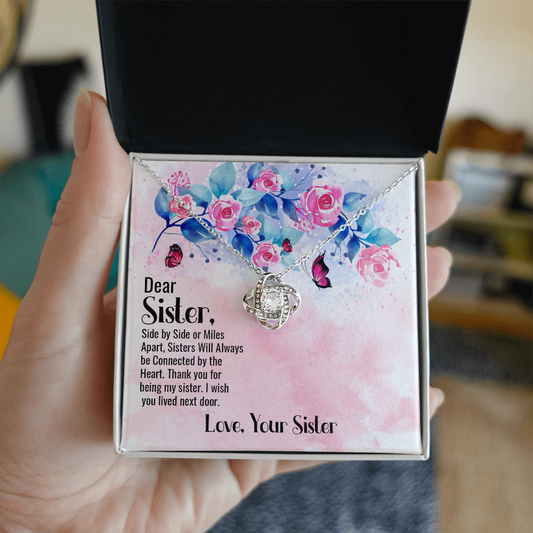 Dear
Sister,
Side by Side or Miles
Apart, Sisters Will Always
be Connected by the
Heart. Thank you for
being my sister. I wish
you lived next door.
Love, Your Sister